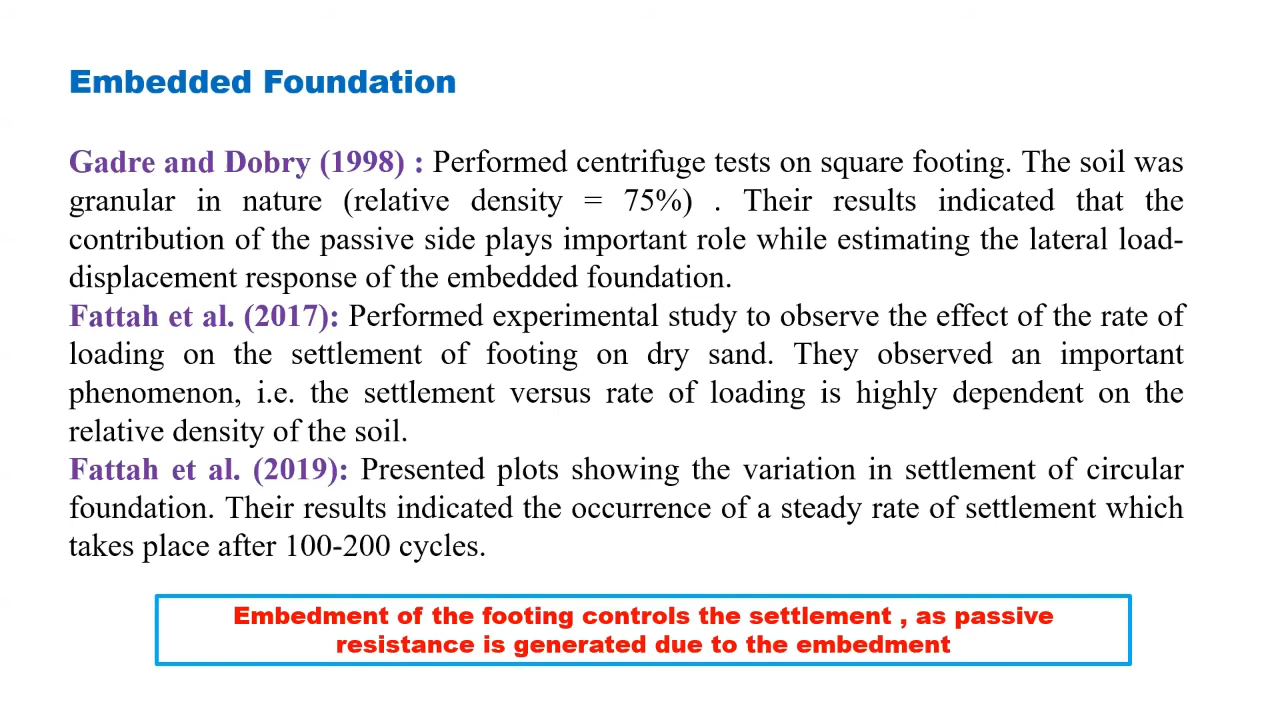 Embedded Foundation
Gadre and Dobry (1998) : Performed centrifuge tests on square footing. The soil was
granular in nature (relative density = 75%) . Their results indicated that the
contribution of the passive side plays important role while estimating the lateral load-
displacement response of the embedded foundation.
Fattah et al. (2017): Performed experimental study to observe the effect of the rate of
loading on the settlement of footing on dry sand. They observed an important
phenomenon, i.e. the settlement versus rate of loading is highly dependent on the
relative density of the soil.
Fattah et al. (2019): Presented plots showing the variation in settlement of circular
foundation. Their results indicated the occurrence of a steady rate of settlement which
takes place after 100-200 cycles.
Embedment of the footing controls the settlement , as passive
resistance is generated due to the embedment